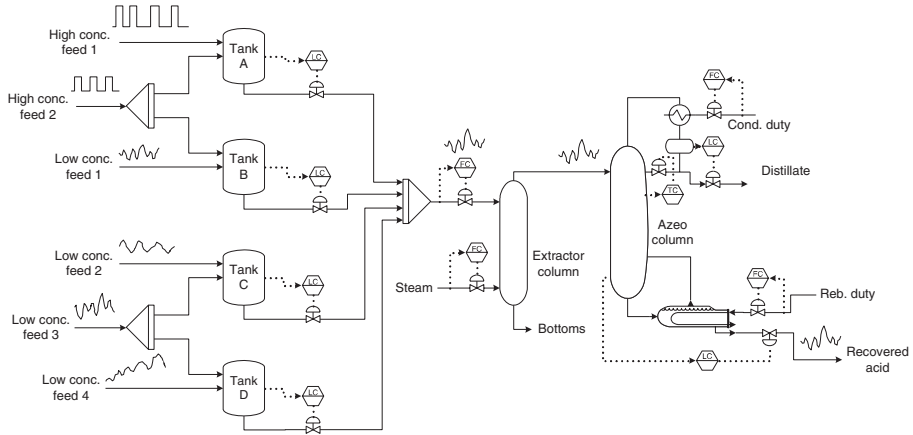 High conc.
feed 1
Tank
A
LC
High conc.
feed 2
Low conc.
feed 1
Tank
B
LC
Low conc.
feed 2
Tank
C
LC
Low conc.
feed 3
Low conc.
feed 4
Tank
D
LC
FC
Steam
FC
Extractor
column
Bottoms
FC
Cond. duty
LC
Distillate
TC
Azeo
column
FC
Reb. duty
LC
Recovered
acid